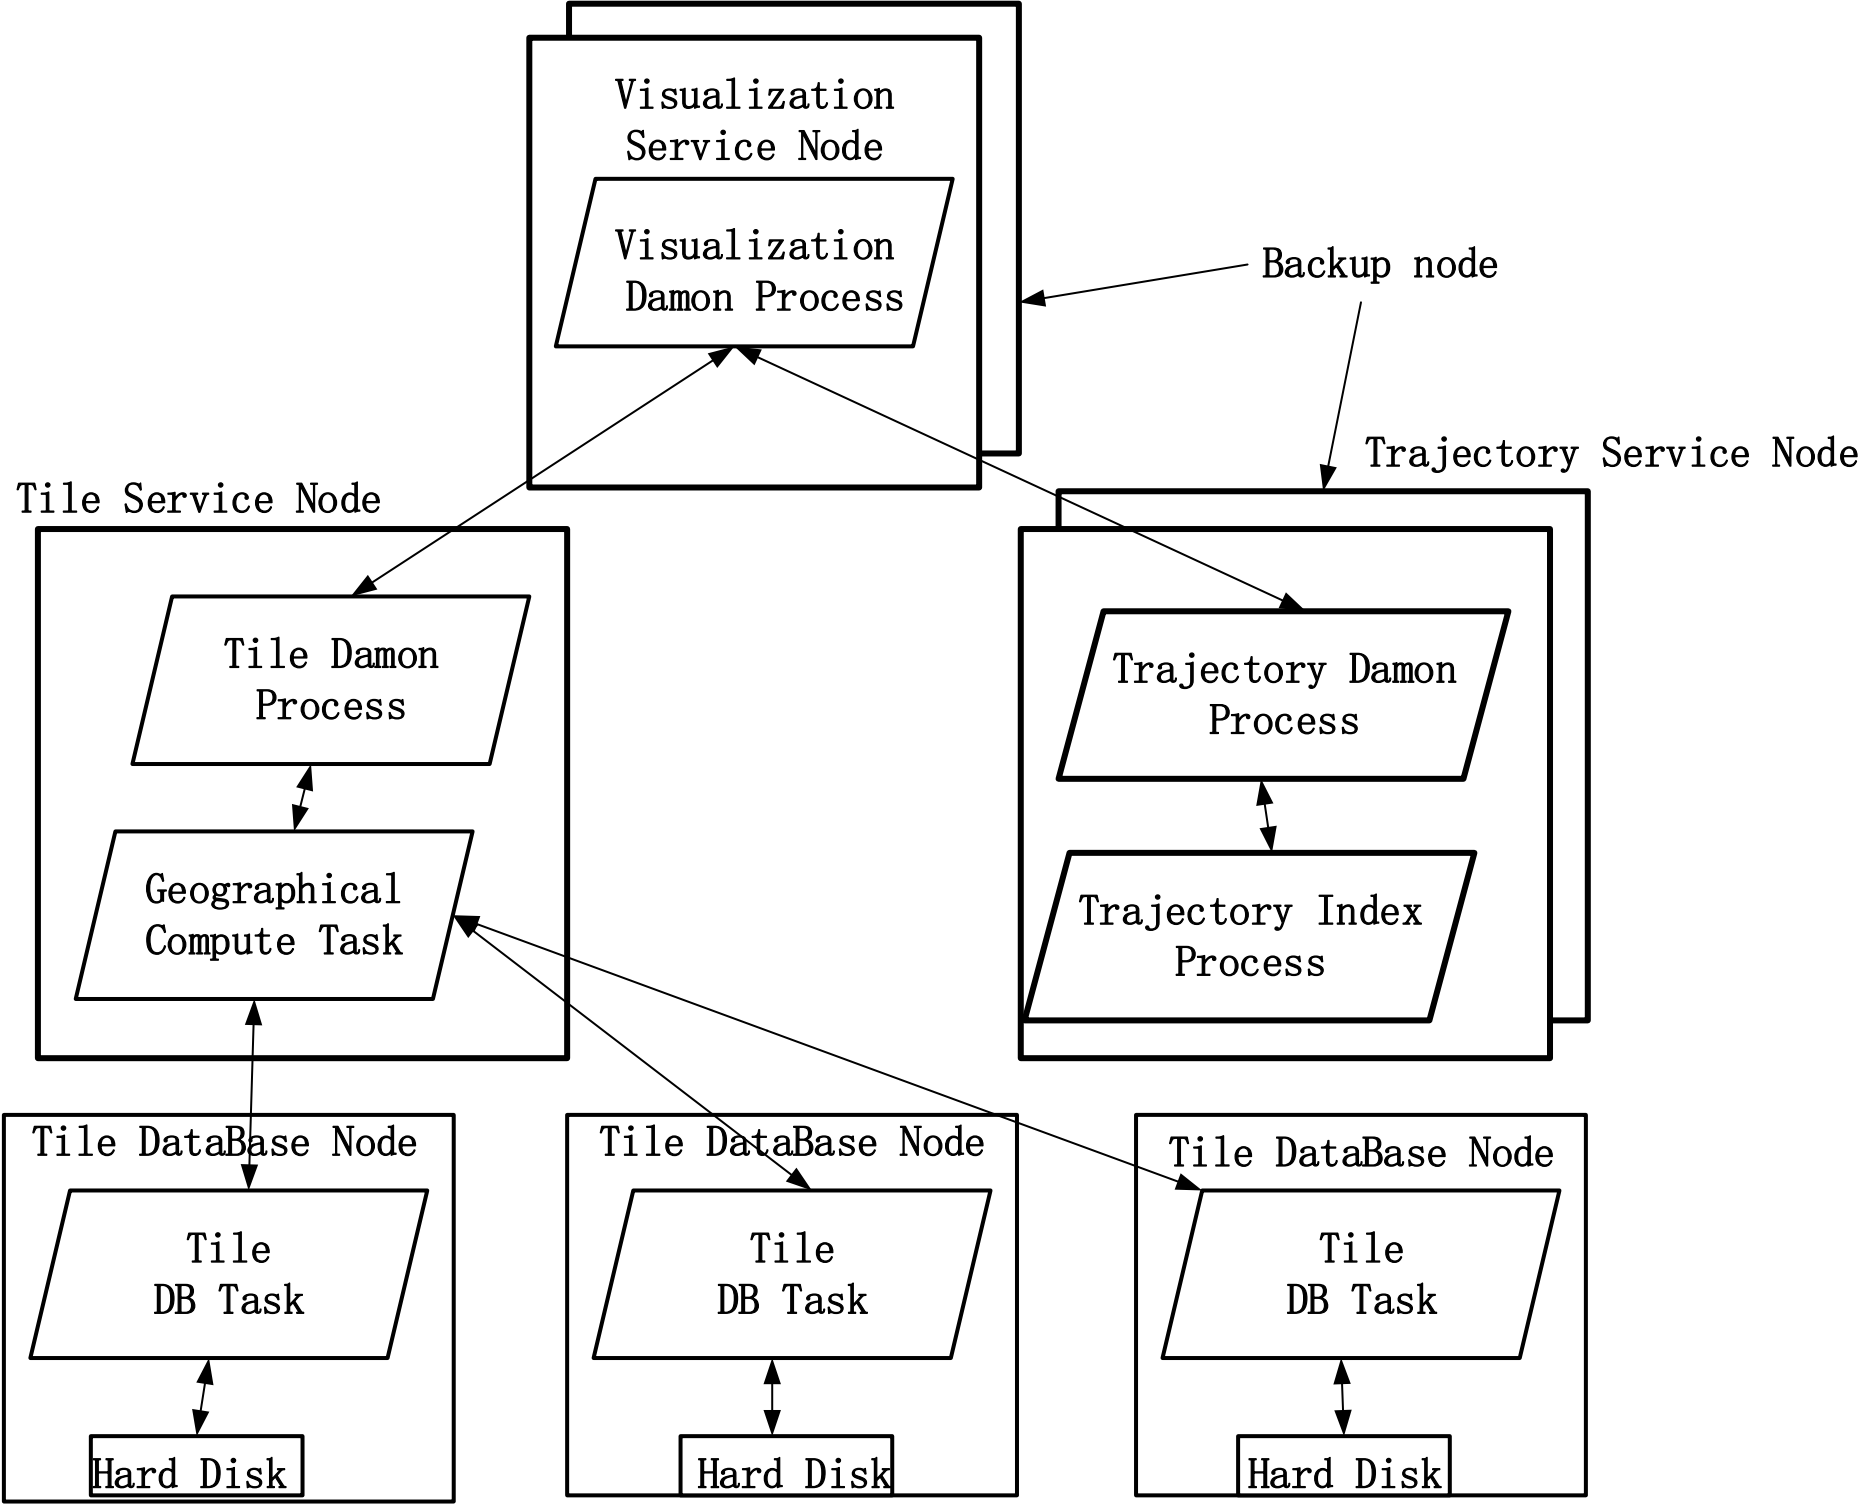 Visualization
Service Node
Visualization
Damon Process
Backup node
Trajectory Service Node
Tile Service Node
Tile Damon
Process
Trajectory Damon
Process
Geographical
Compute Task
Trajectory Index
Process
Tile DataBase Node
Tile DataBase Node
Tile DataBase Node
Tile
DB Task
Tile
DB Task
Tile
DB Task
Hard Disk
Hard Disk
Hard Disk